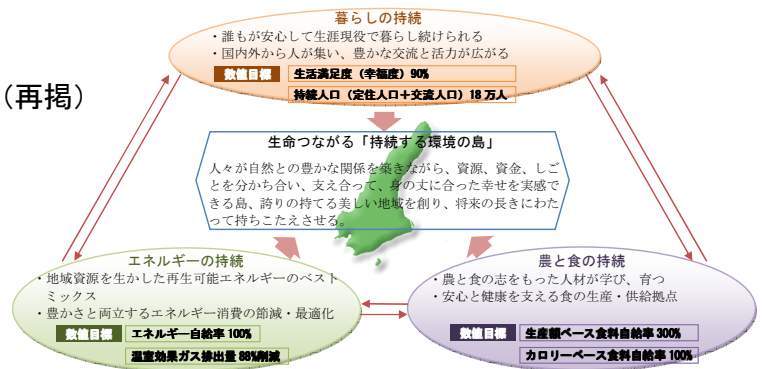 暮らしの持続
・誰もが安心して生涯現役で暮らし続けられる
・国内外から人が集い、豊かな交流と活力が広がる
数値目標 生活満足度（幸福度）90%
持続人口（定住人口＋交流人口）18万人
（再掲）
生命つながる「持続する環境の島」
人々が自然との豊かな関係を築きながら、資源、資金、しご
とを分かち合い、支え合って、身の丈に合った幸せを実感で
きる島、誇りの持てる美しい地域を創り、将来の長きにわた
って持ちこたえさせる。
エネルギーの持続
・地域資源を生かした再生可能エネルギーのベスト
ミックス
・豊かさと両立するエネルギー消費の節減・最適化
数値目標 エネルギー自給率100%
温室効果ガス排出量88%削減
農と食の持続
・農と食の志をもった人材が学び、育つ
・安心と健康を支える食の生産・供給拠点
数値目標 生産額ベース食料自給率300%
カロリーベース食料自給率100%